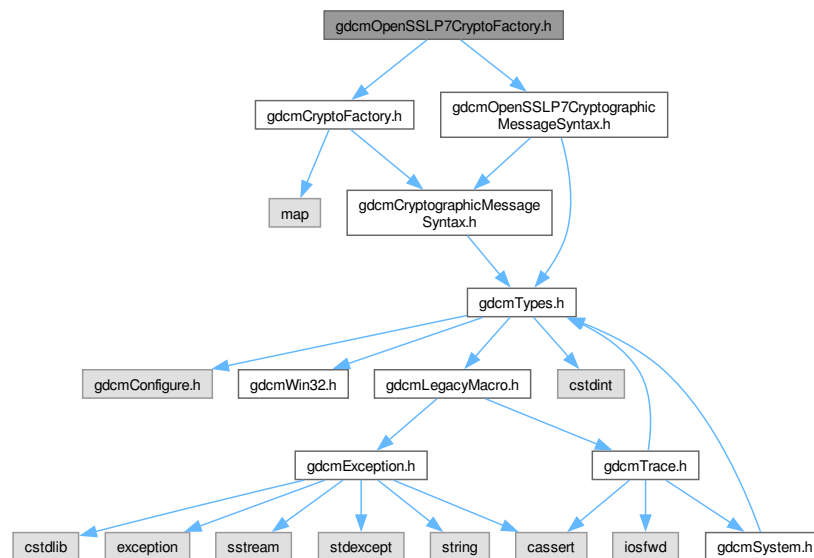 gdcmOpenSSLP7CryptoFactory.h
gdcmCryptoFactory.h
gdcmOpenSSLP7Cryptographic
MessageSyntax.h
map
gdcmCryptographicMessage
Syntax.h
gdcmTypes.h
gdcmConfigure.h
gdcmWin32.h
gdcmLegacyMacro.h
cstdint
gdcmException.h
gdcmTrace.h
cstdlib
exception
sstream
stdexcept
string
cassert
iosfwd
gdcmSystem.h